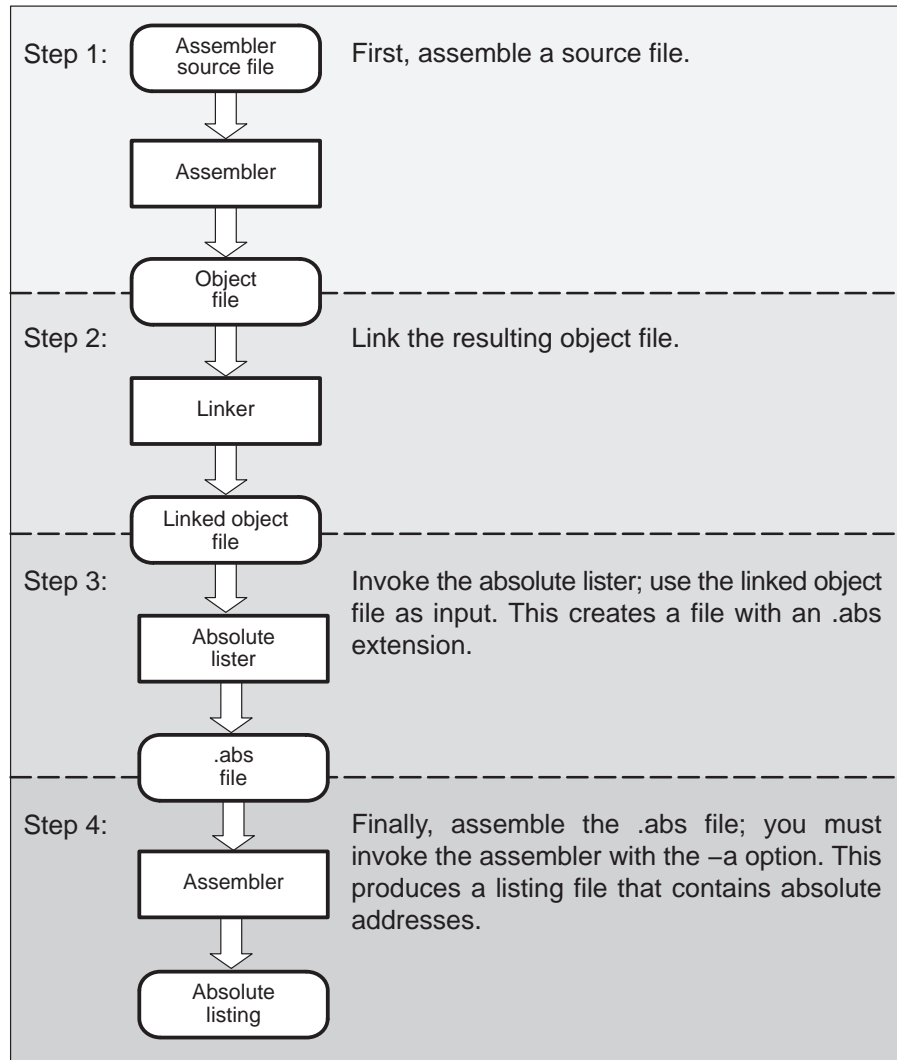 Step 1:
Assembler
source file
First, assemble a source file.
Assembler
Object
file
Step 2:
Link the resulting object file.
Linker
Linked object
file
Step 3:
Invoke the absolute lister; use the linked object
file as input. This creates a file with an .abs
extension.
Absolute
lister
.abs
file
Step 4:
Finally, assemble the .abs file; you must
invoke the assembler with the –a option. This
produces a listing file that contains absolute
addresses.
Assembler
Absolute
listing